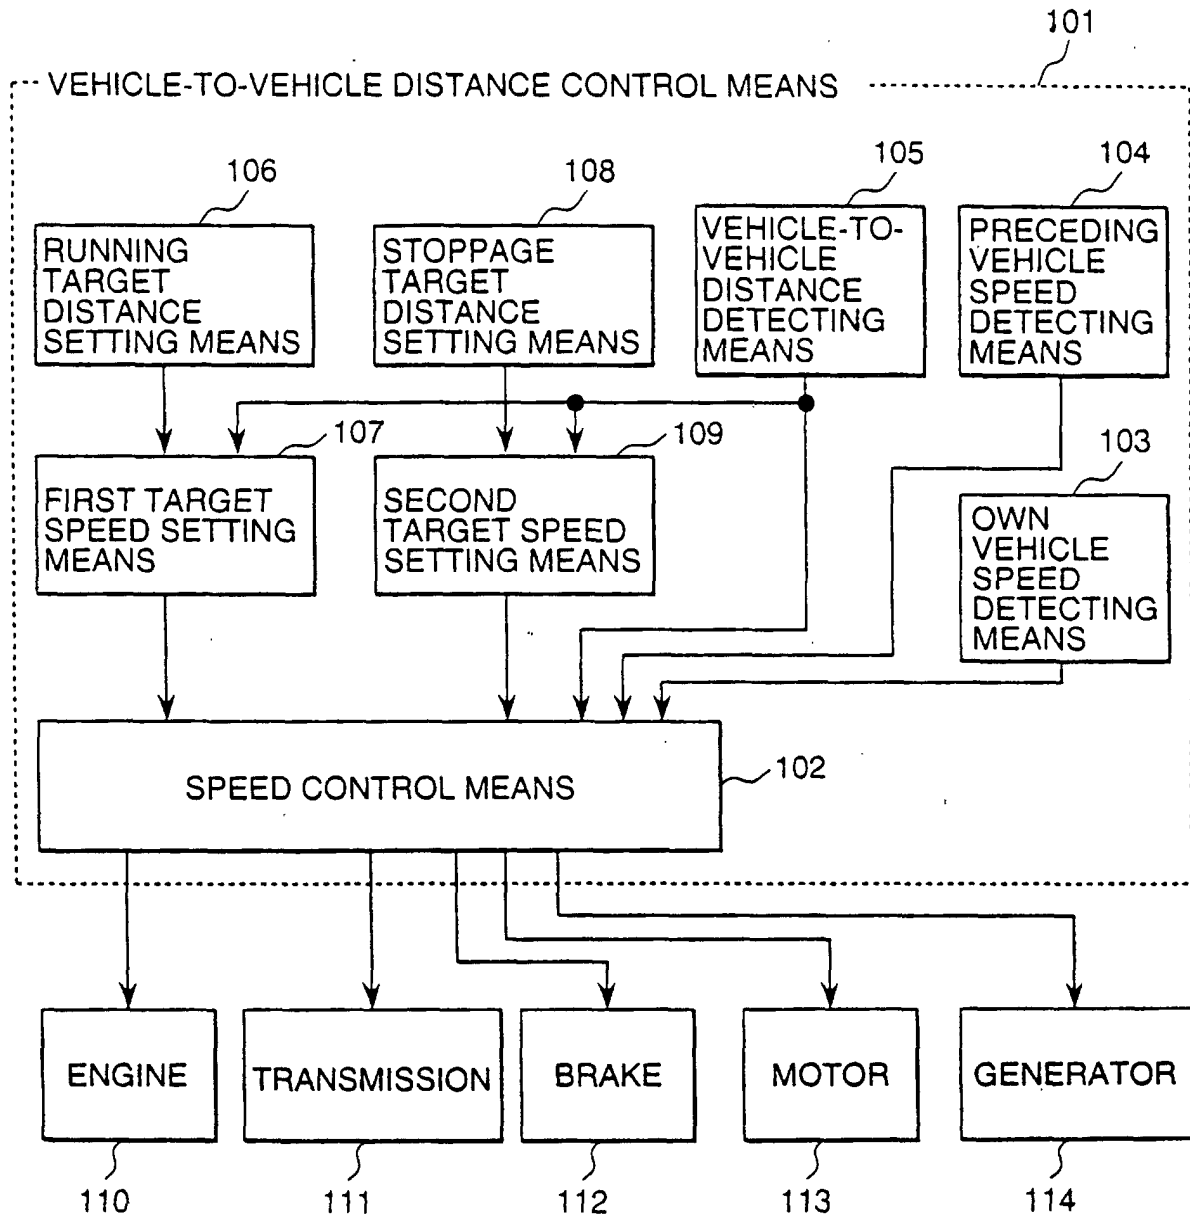 101
VEHICLE-TO-VEHICLE DISTANCE CONTROL MEANS
106
108
105
104
RUNNING
TARGET
DISTANCE
SETTING MEANS
STOPPAGE
TARGET
DISTANCE
SETTING MEANS
VEHICLE-TO-
VEHICLE
DISTANCE
DETECTING
MEANS
PRECEDING
VEHICLE
SPEED
DETECTING
MEANS
107
109
103
FIRST TARGET
SPEED SETTING
MEANS
SECOND
TARGET SPEED
SETTING MEANS
OWN
VEHICLE
SPEED
DETECTING
MEANS
SPEED CONTROL MEANS
102
ENGINE
TRANSMISSION
BRAKE
MOTOR
GENERATOR
110
111
112
113
114